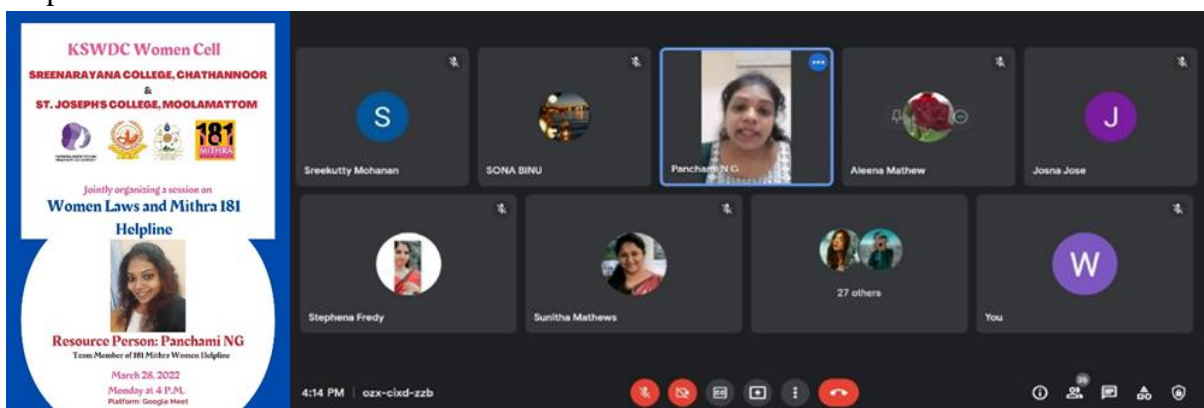 KSWDC Women Cell
SREENARAYANA COLLEGE, CHATHANNOOR
&
ST. JOSEPH'S COLLEGE, MOOLAMATTOM
181
MITHRA
Jointly organizing a session on
Women Laws and Mithra 181
Helpline
Resource Person: Panchami NG
Team Member of 181 Mithra Women Helpline
March 28, 2022
Monday at 4 P.M.
Platform: Google Meet
S
Sreekutty Mohanan
SONA BINU
Panchami N G
Aleena Mathew
J
Josna Jose
Stephena Fredy
Sunitha Mathews
27 others
W
You
4:14 PM | ozx-cixd-zzb